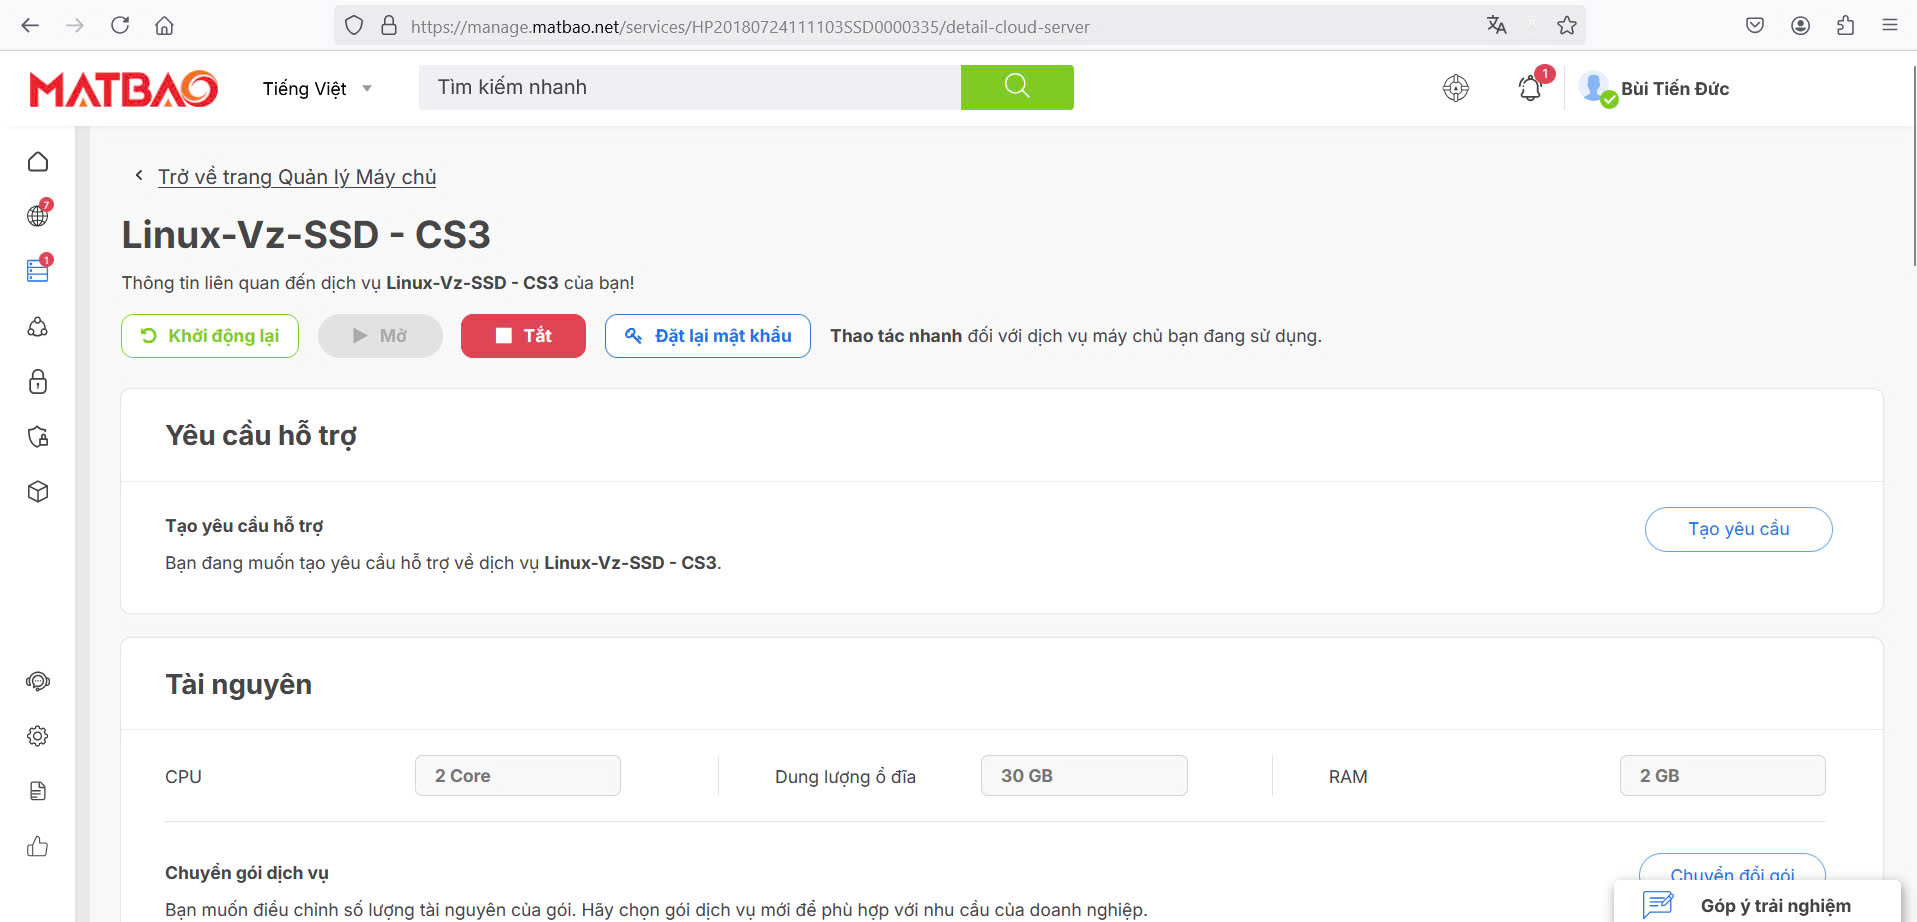 https://manage.matbao.net/services/HP20180724111103SSD0000335/detail-cloud-server
MATBAO
Tiếng Việt
Tìm kiếm nhanh
1
Bùi Tiến Đức
7
1
Trở về trang Quản lý Máy chủ
Linux-Vz-SSD - CS3
Thông tin liên quan đến dịch vụ Linux-Vz-SSD - CS3 của bạn!
Khởi động lại
Mở
Tắt
Đặt lại mật khẩu
Thao tác nhanh đối với dịch vụ máy chủ bạn đang sử dụng.
Yêu cầu hỗ trợ
Tạo yêu cầu hỗ trợ
Bạn đang muốn tạo yêu cầu hỗ trợ về dịch vụ Linux-Vz-SSD - CS3.
Tạo yêu cầu
Tài nguyên
CPU
2 Core
Dung lượng ổ đĩa
30 GB
RAM
2 GB
Chuyển gói dịch vụ
Bạn muốn điều chỉnh số lượng tài nguyên của gói. Hãy chọn gói dịch vụ mới để phù hợp với nhu cầu của doanh nghiệp.
Chuyển đổi gói
Góp ý trải nghiệm